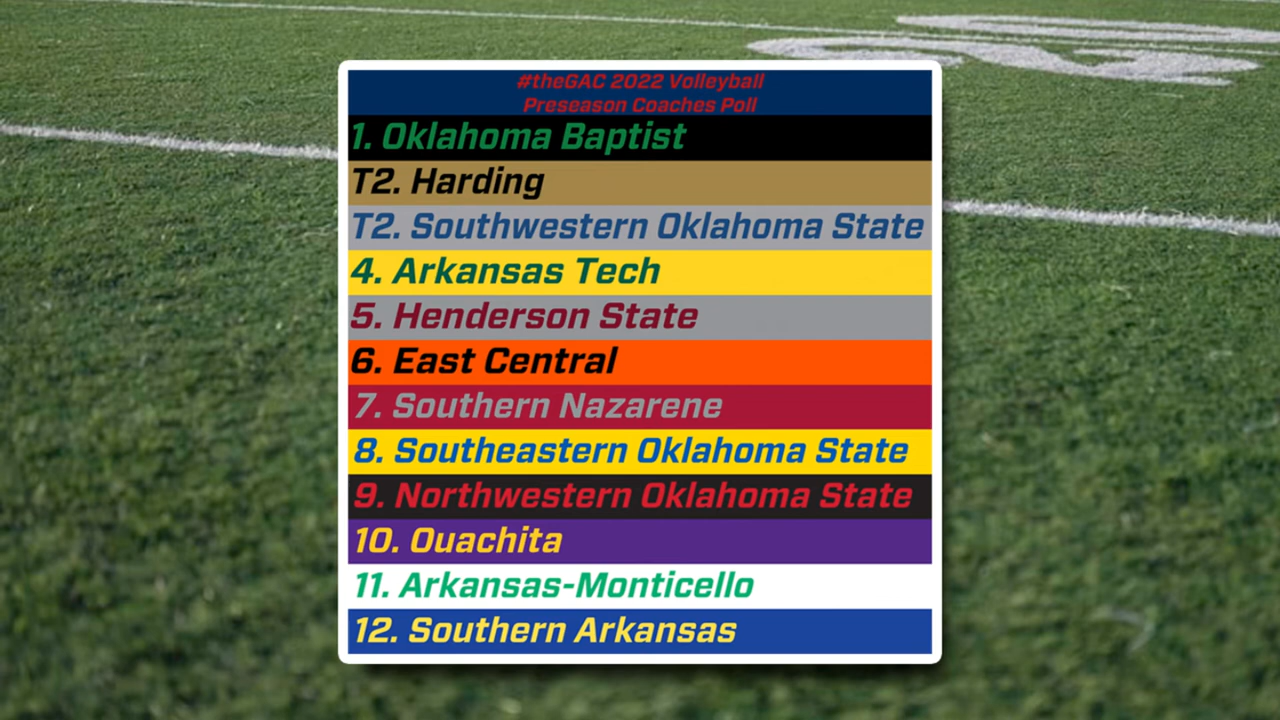 #theGAC 2022 Volleyball
Preseason Coaches Poll
1. Oklahoma Baptist
T2. Harding
T2. Southwestern Oklahoma State
4. Arkansas Tech
5. Henderson State
6. East Central
7. Southern Nazarene
8. Southeastern Oklahoma State
9. Northwestern Oklahoma State
10. Ouachita
11. Arkansas-Monticello
12. Southern Arkansas